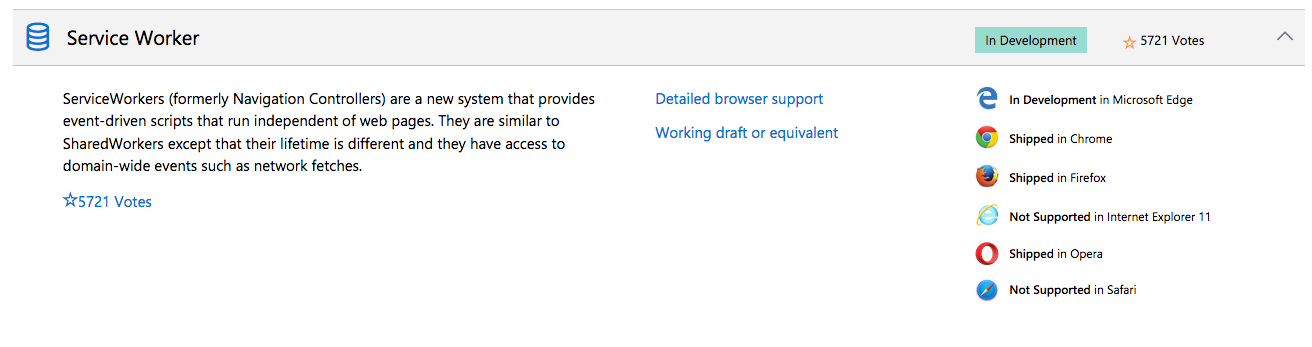 Service Worker
In Development
5721 Votes
ServiceWorkers (formerly Navigation Controllers) are a new system that provides
event-driven scripts that run independent of web pages. They are similar to
SharedWorkers except that their lifetime is different and they have access to
domain-wide events such as network fetches.
5721 Votes
Detailed browser support
Working draft or equivalent
In Development in Microsoft Edge
Shipped in Chrome
Shipped in Firefox
Not Supported in Internet Explorer 11
Shipped in Opera
Not Supported in Safari